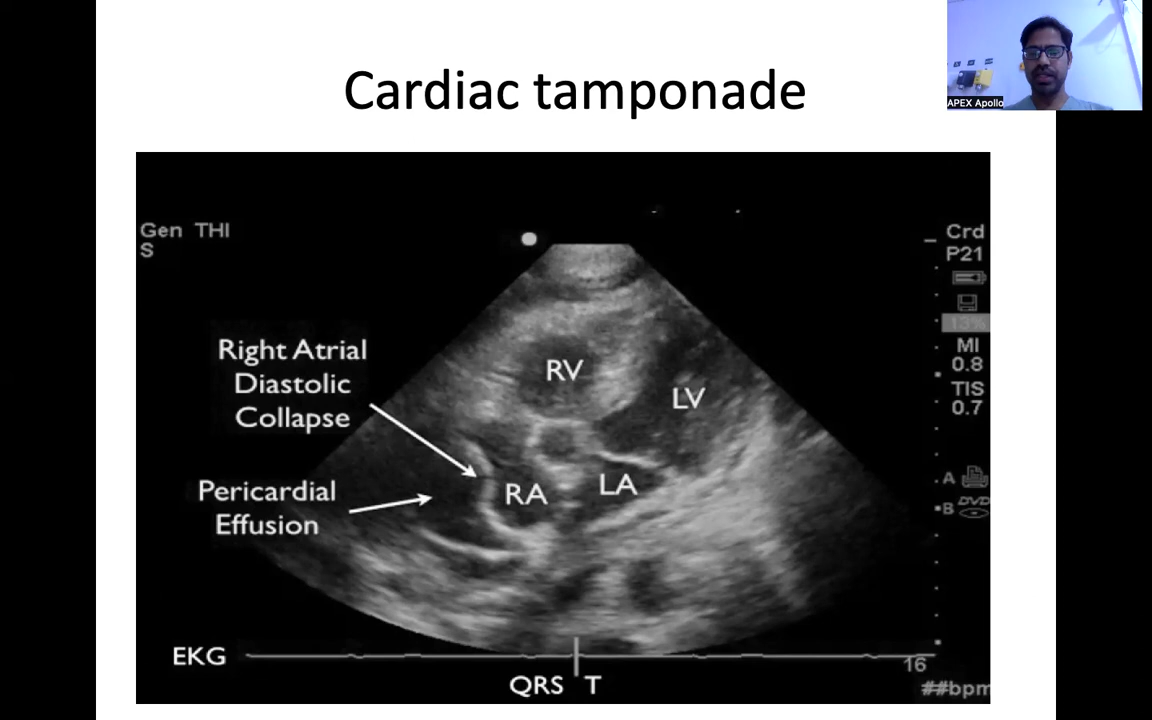 Cardiac tamponade
APEX Apollo
Gen THI
S
Crd
P21
13%
MI
0.8
TIS
0.7
A
B
DVD
Right Atrial
Diastolic
Collapse
Pericardial
Effusion
RV
LV
RA
LA
EKG
QRS T
16
##bpm